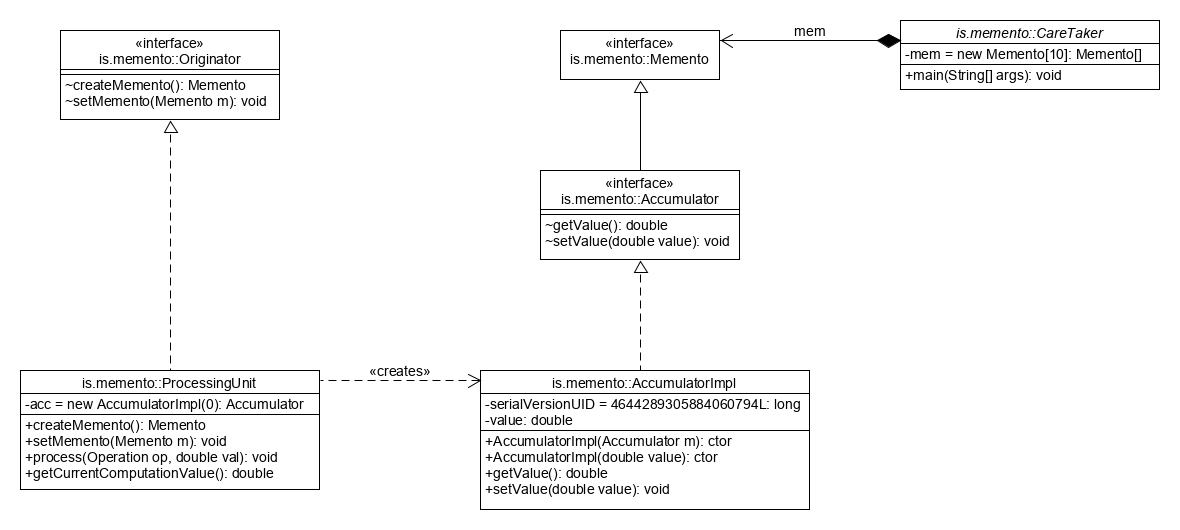 «interface»
is.memento::Originator
~createMemento(): Memento
~setMemento(Memento m): void
«interface»
is.memento::Memento
mem
is.memento::CareTaker
-mem = new Memento[10]: Memento[]
+main(String[] args): void
«interface»
is.memento::Accumulator
~getValue(): double
~setValue(double value): void
is.memento::ProcessingUnit
-acc = new AccumulatorImpl(0): Accumulator
+createMemento(): Memento
+setMemento(Memento m): void
+process(Operation op, double val): void
+getCurrentComputationValue(): double
«creates»
is.memento::AccumulatorImpl
-serialVersionUID = 4644289305884060794L: long
-value: double
+AccumulatorImpl(Accumulator m): ctor
+AccumulatorImpl(double value): ctor
+getValue(): double
+setValue(double value): void